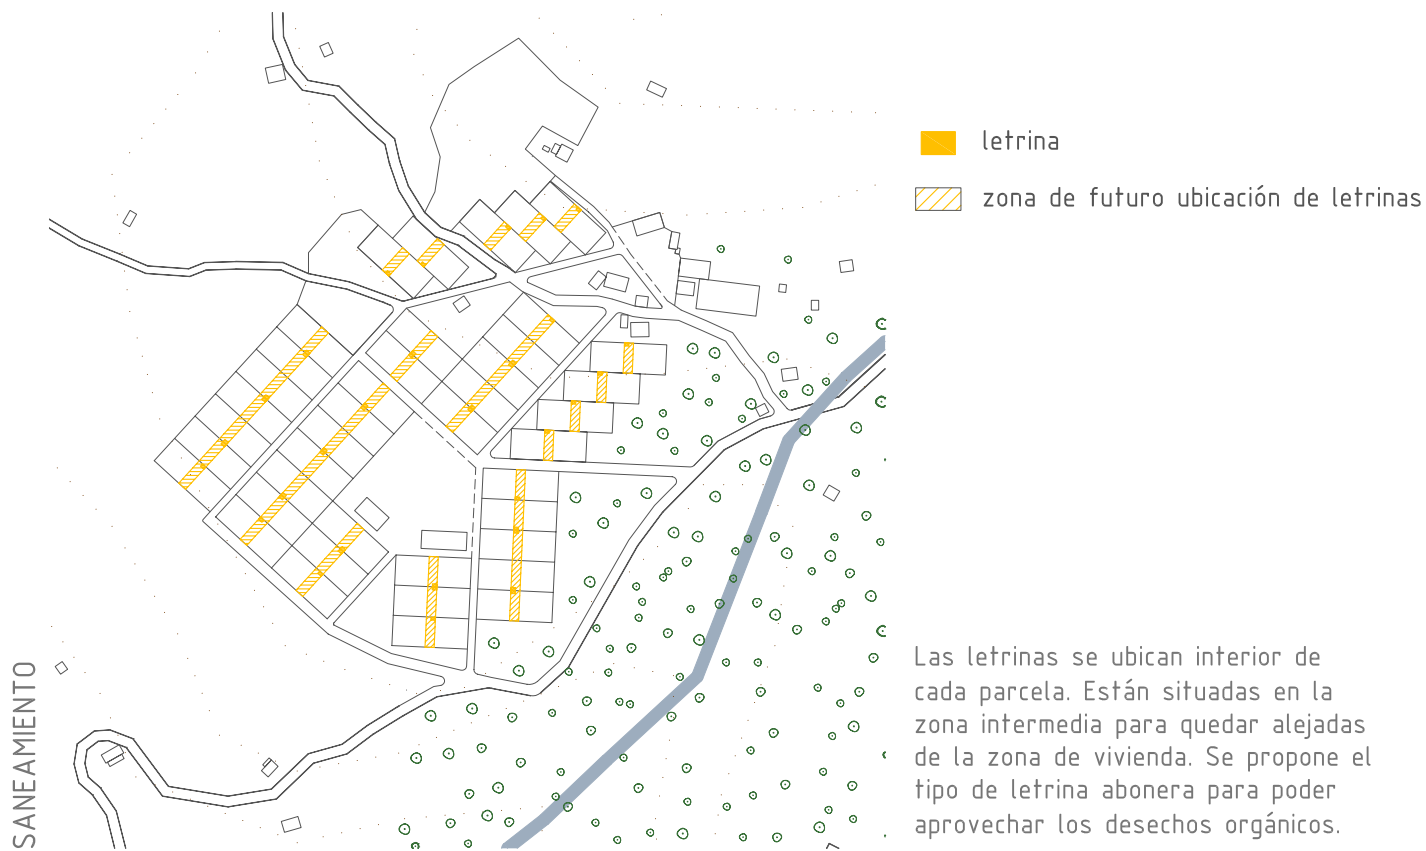 letrina
zona de futuro ubicación de letrinas
SANEAMIENTO
Las letrinas se ubican interior de
cada parcela. Están situadas en la
zona intermedia para quedar alejadas
de la zona de vivienda. Se propone el
tipo de letrina abonera para poder
aprovechar los desechos orgánicos.